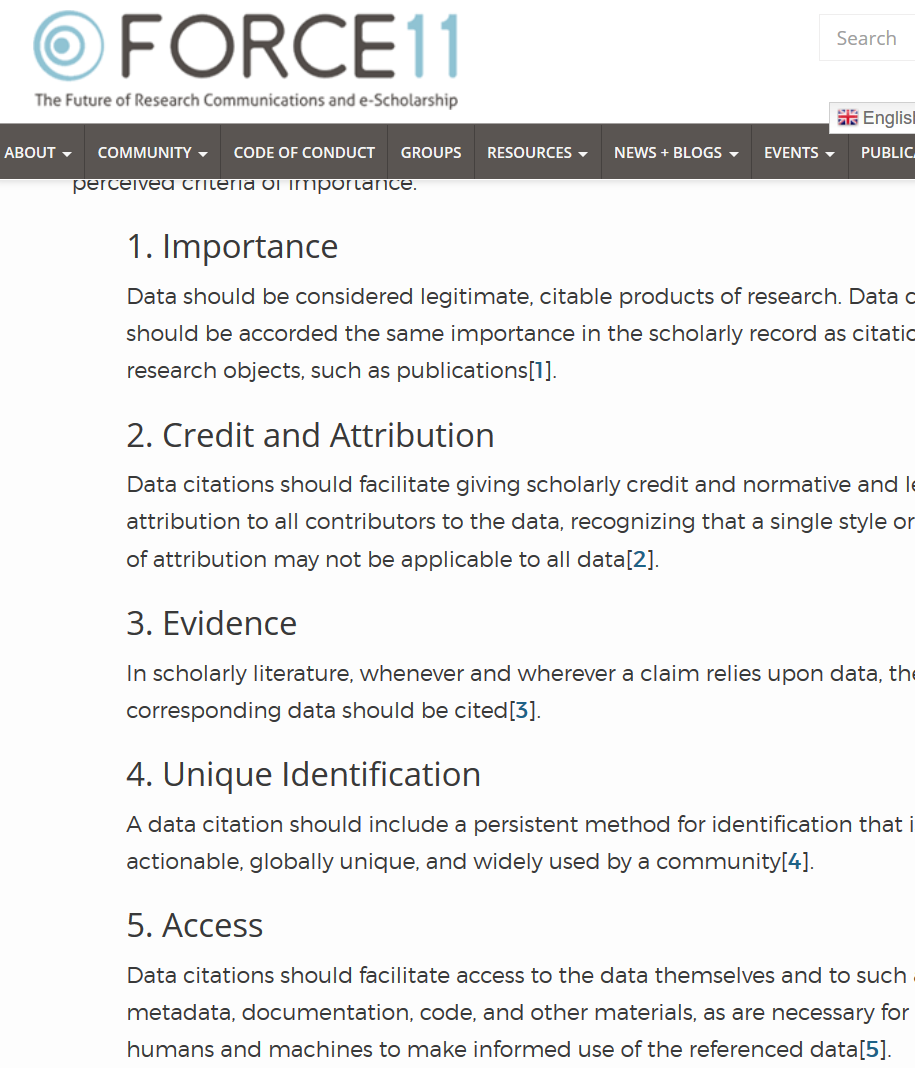 FORCE11
The Future of Research Communications and e-Scholarship
Search
English
ABOUT COMMUNITY CODE OF CONDUCT GROUPS RESOURCES NEWS + BLOGS EVENTS PUBLICA
perceived criteria of importance.
1. Importance
Data should be considered legitimate, citable products of research. Data c
should be accorded the same importance in the scholarly record as citatio
research objects, such as publications[1].
2. Credit and Attribution
Data citations should facilitate giving scholarly credit and normative and le
attribution to all contributors to the data, recognizing that a single style or
of attribution may not be applicable to all data[2].
3. Evidence
In scholarly literature, whenever and wherever a claim relies upon data, the
corresponding data should be cited[3].
4. Unique Identification
A data citation should include a persistent method for identification that i
actionable, globally unique, and widely used by a community[4].
5. Access
Data citations should facilitate access to the data themselves and to such a
metadata, documentation, code, and other materials, as are necessary for
humans and machines to make informed use of the referenced data[5].